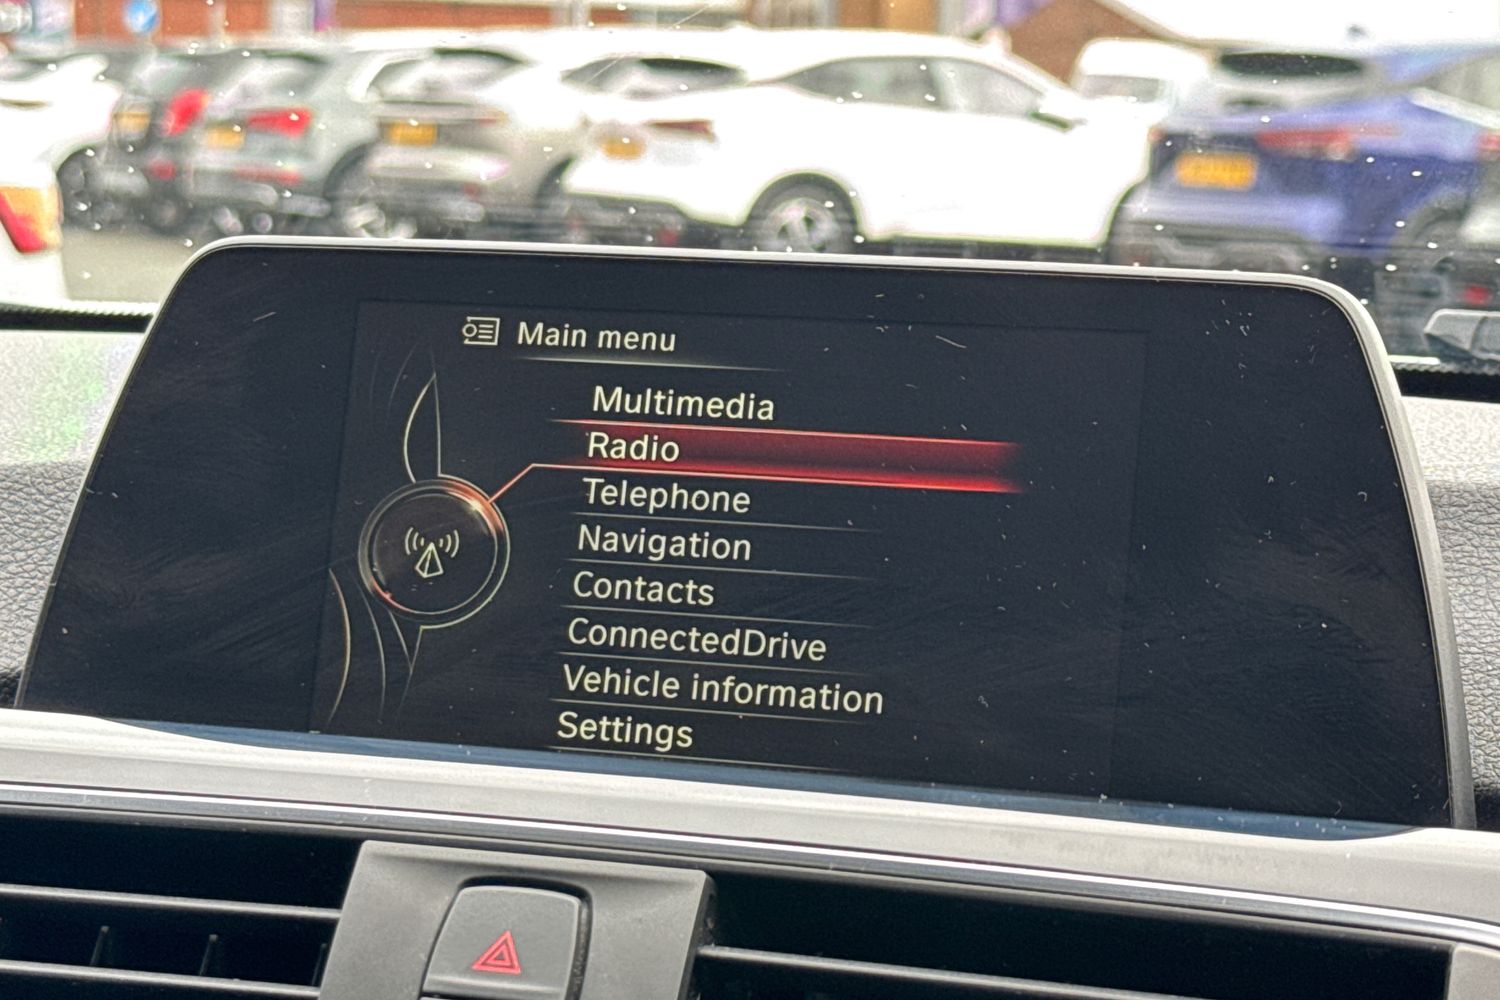 Main menu
Multimedia
Radio
Telephone
Navigation
Contacts
ConnectedDrive
Vehicle information
Settings